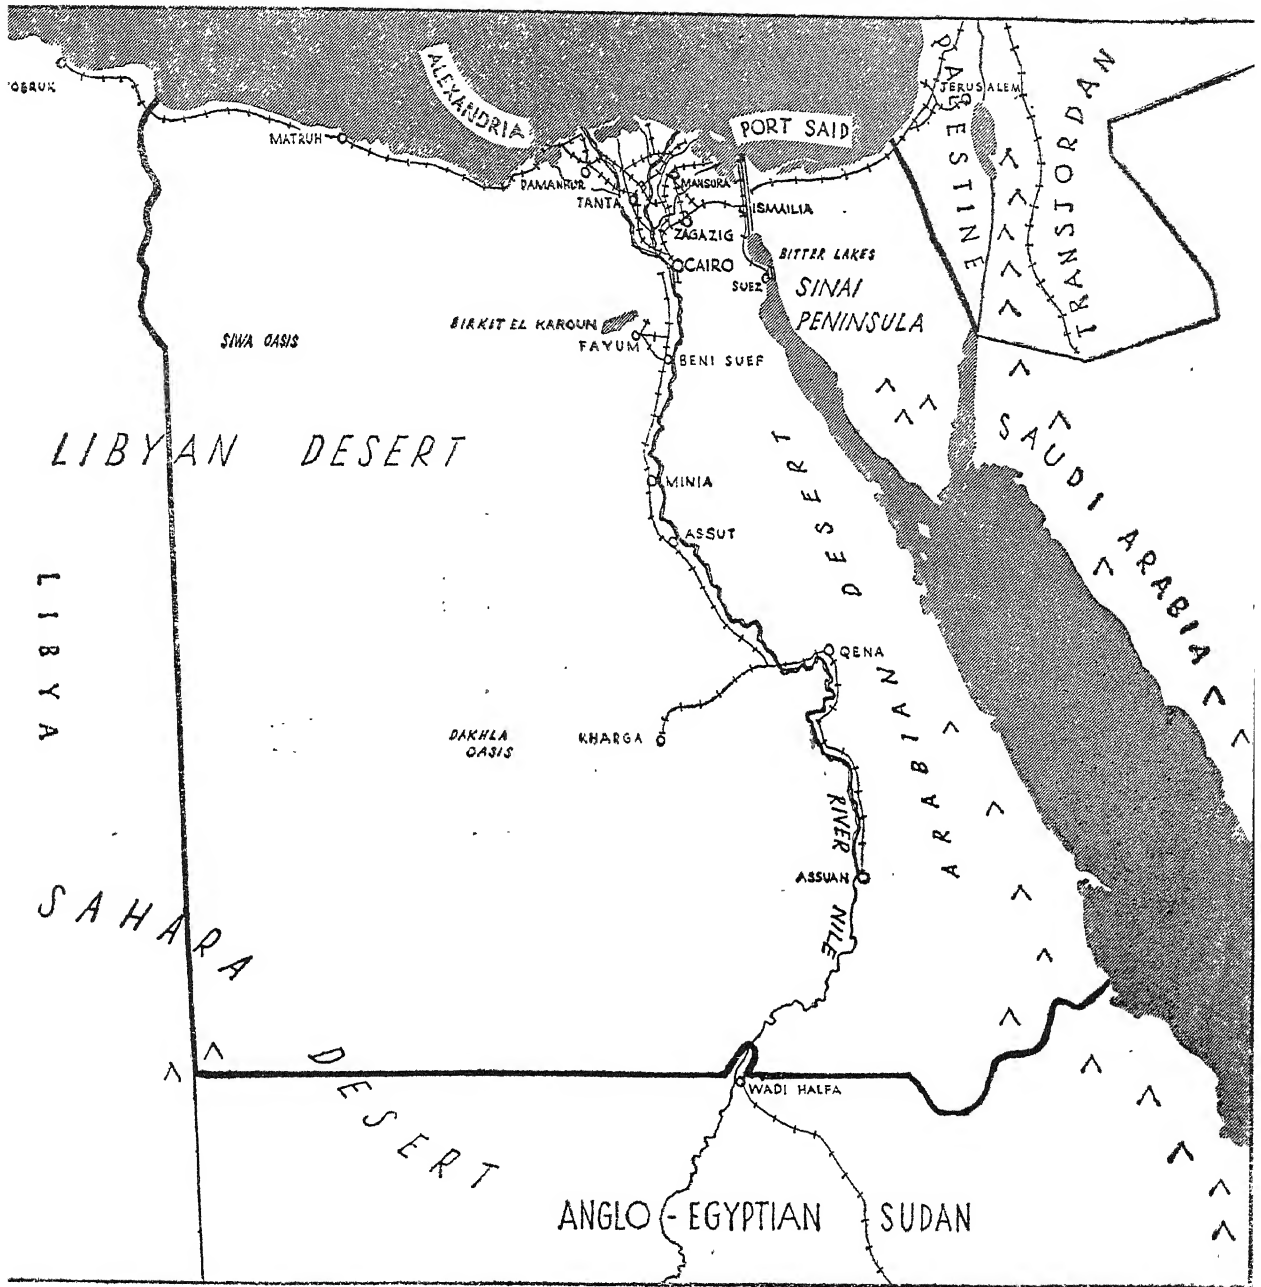 TOBRUK
MATRUH
ALEXANDRIA
PORT SAID
PALESTINE
JERUSALEM
TRANSJORDAN
DAMANHUR
MANSURA
TANTA
ISMAILIA
ZAGAZIG
CAIRO
BITTER LAKES
SUEZ
SINAI
PENINSULA
BIRKIT EL KAROUN
FAYUM
BENI SUEF
SIWA OASIS
LIBYAN DESERT
SAUDI ARABIA
MINIA
ASSUT
ARABIAN DESERT
LIBYA
QENA
DAKHLA
OASIS
KHARGA
RIVER NILE
ASSUAN
SAHARA DESERT
WADI HALFA
ANGLO-EGYPTIAN SUDAN